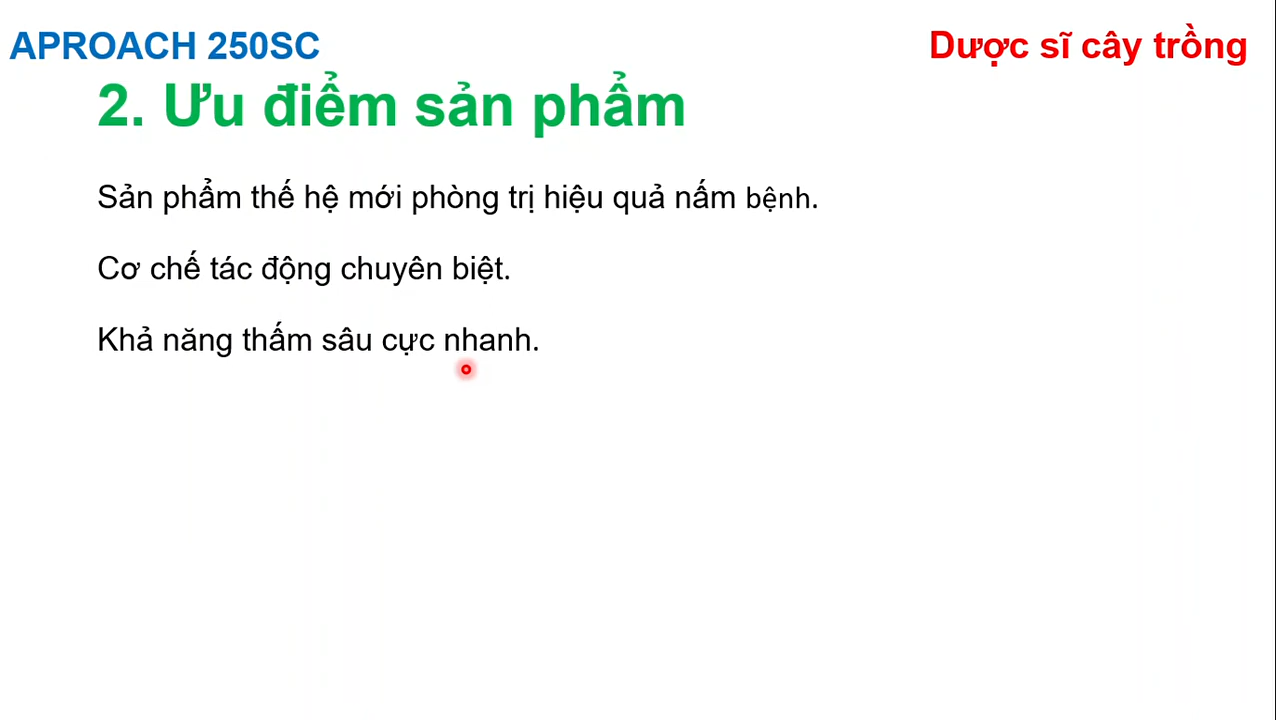 APROACH 250SC
Dược sĩ cây trồng
2. Ưu điểm sản phẩm
Sản phẩm thế hệ mới phòng trị hiệu quả nấm bệnh.
Cơ chế tác động chuyên biệt.
Khả năng thấm sâu cực nhanh.